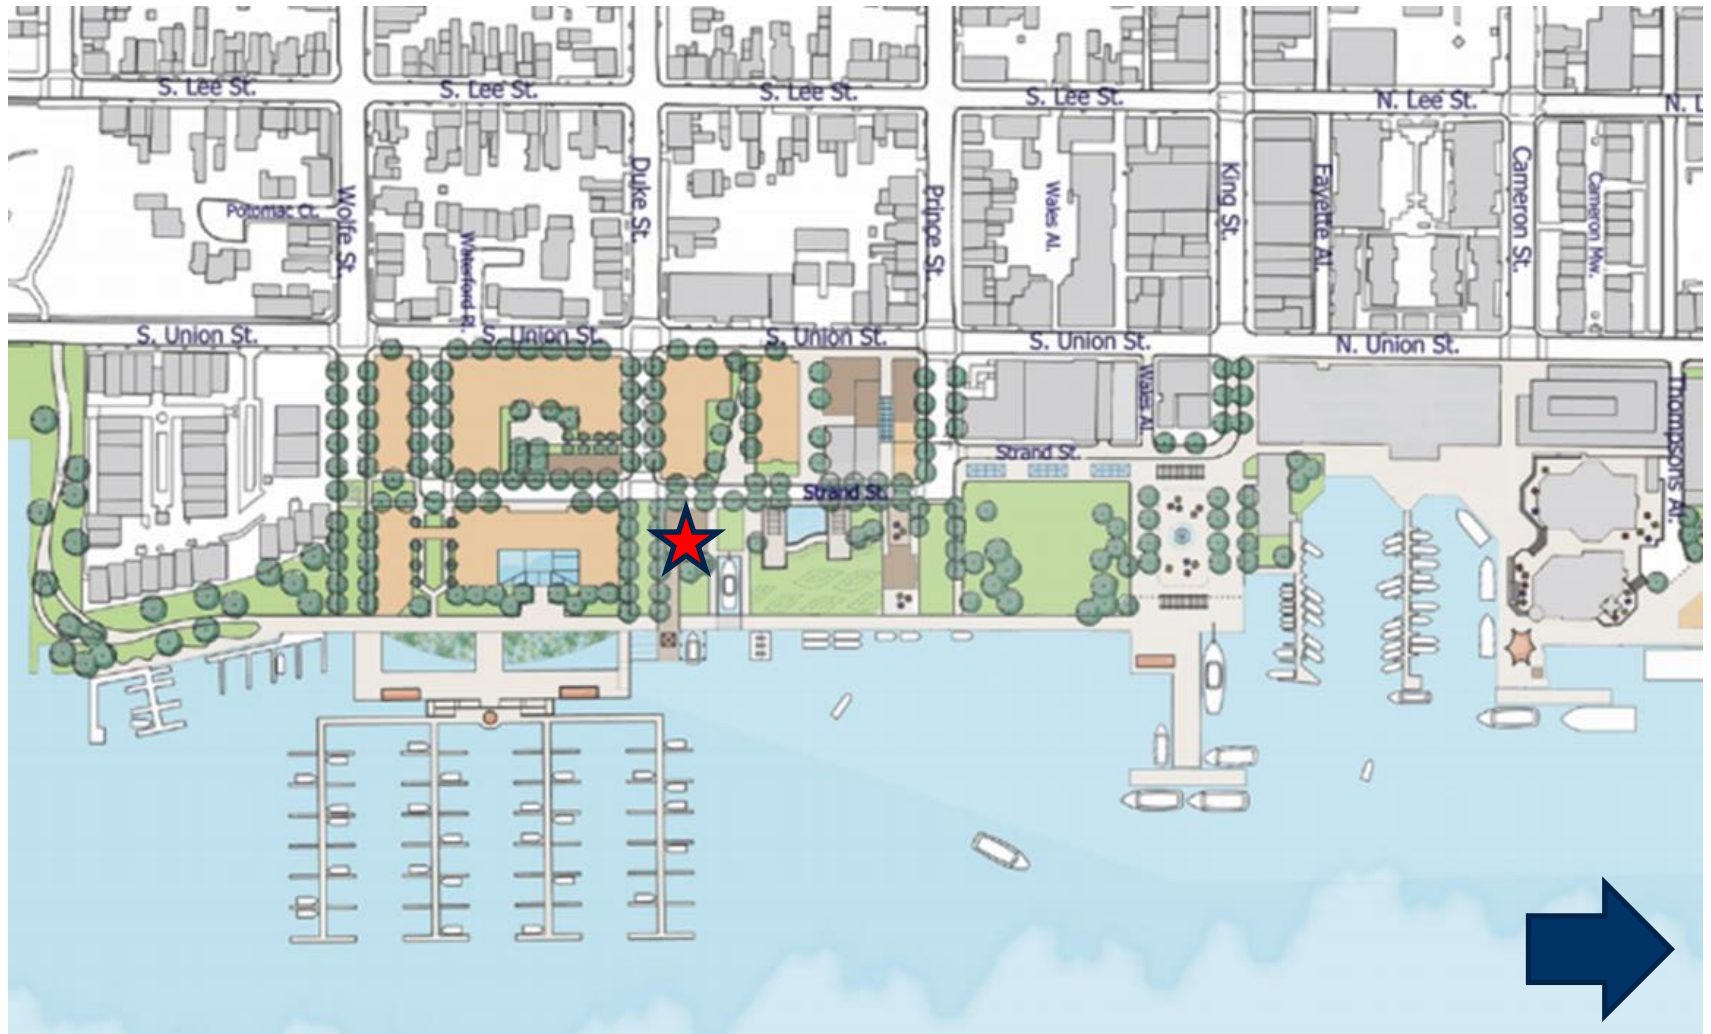 S. Lee St.
S. Lee St.
S. Lee St.
S. Lee St.
N. Lee St.
N. L
Wolfe St.
Duke St.
Prince St.
King St.
Fayette Al.
Cameron St.
Potomac Ct.
Waterford Pl.
Wales Al.
Cameron Mw.
S. Union St.
S. Union St.
S. Union St.
S. Union St.
N. Union St.
Wales Al.
Thompsons Al.
Strand St.
Strand St.